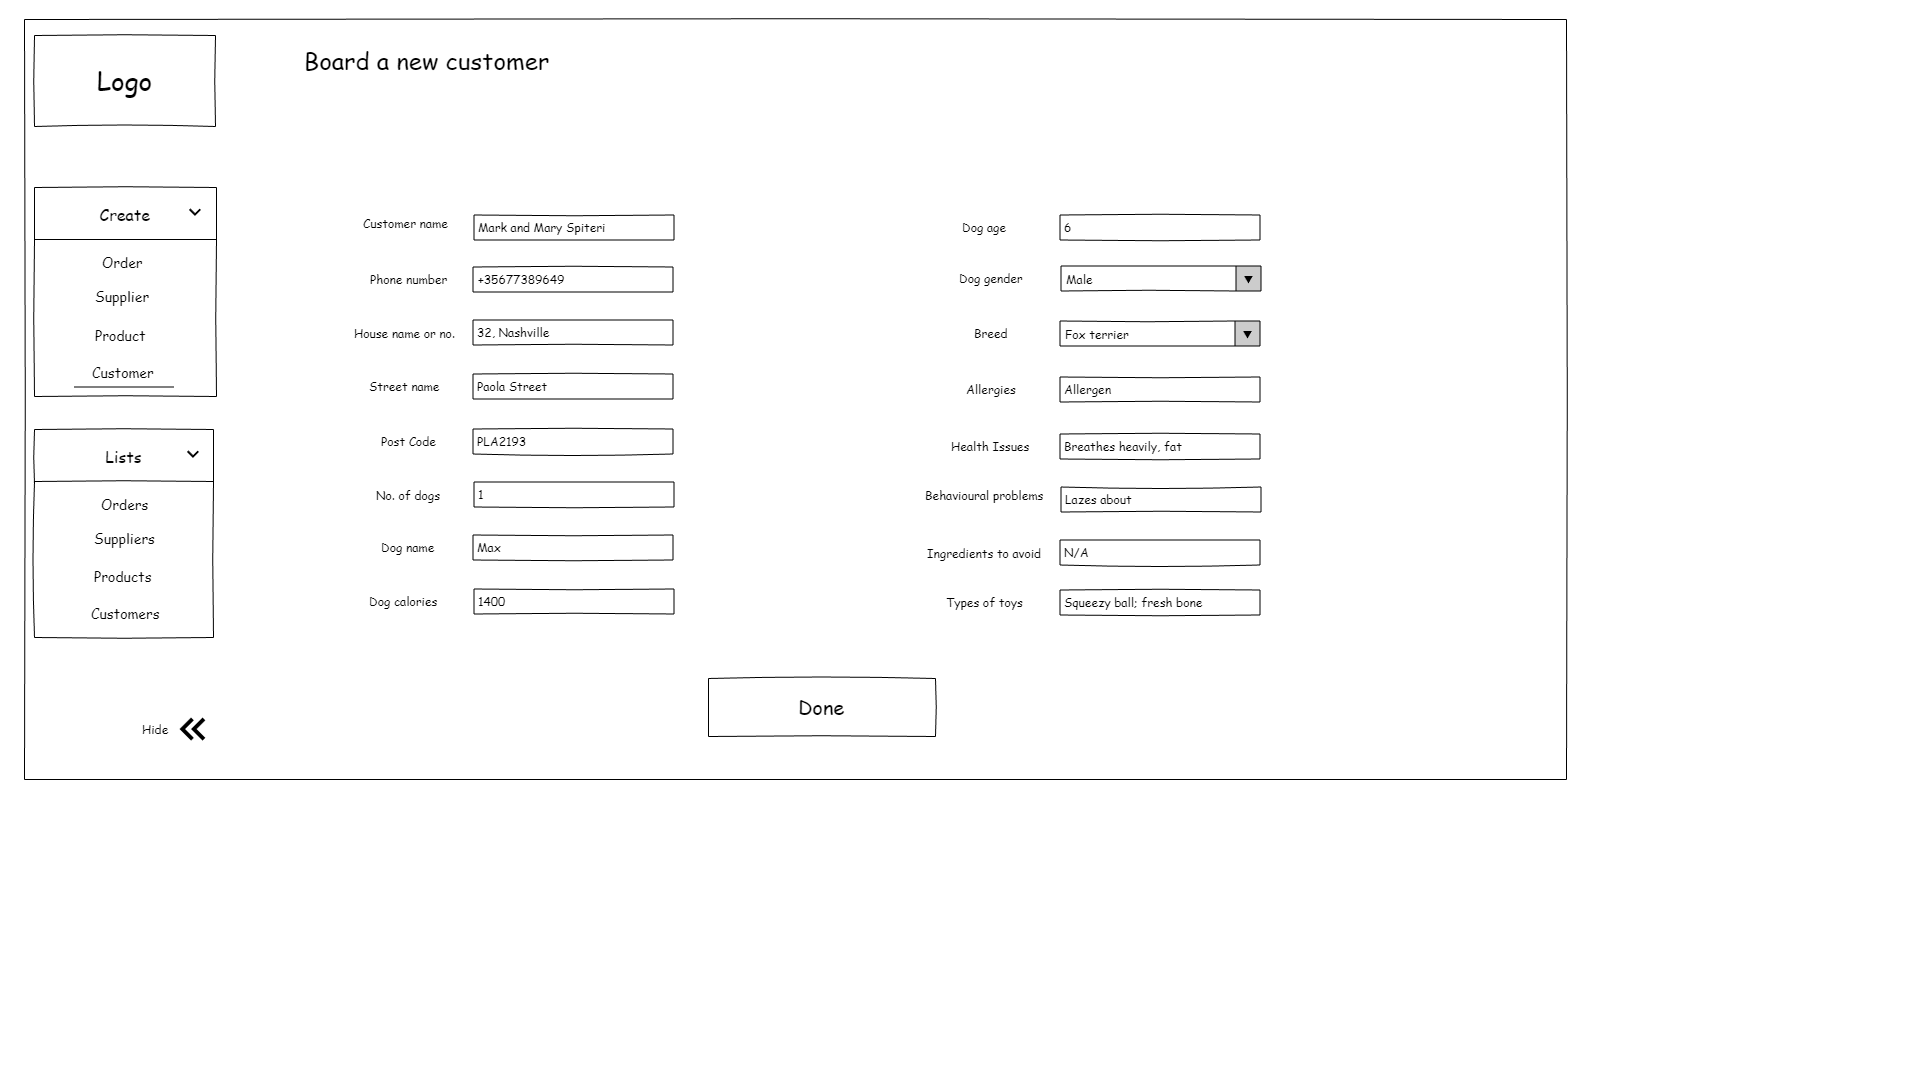 Logo
Board a new customer
Create
Order
Supplier
Product
Customer
Lists
Orders
Suppliers
Products
Customers
Hide
Customer name
Mark and Mary Spiteri
Phone number
+35677389649
House name or no.
32, Nashville
Street name
Paola Street
Post Code
PLA2193
No. of dogs
1
Dog name
Max
Dog calories
1400
Dog age
6
Dog gender
Male
Breed
Fox terrier
Allergies
Allergen
Health Issues
Breathes heavily, fat
Behavioural problems
Lazes about
Ingredients to avoid
N/A
Types of toys
Squeezy ball; fresh bone
Done